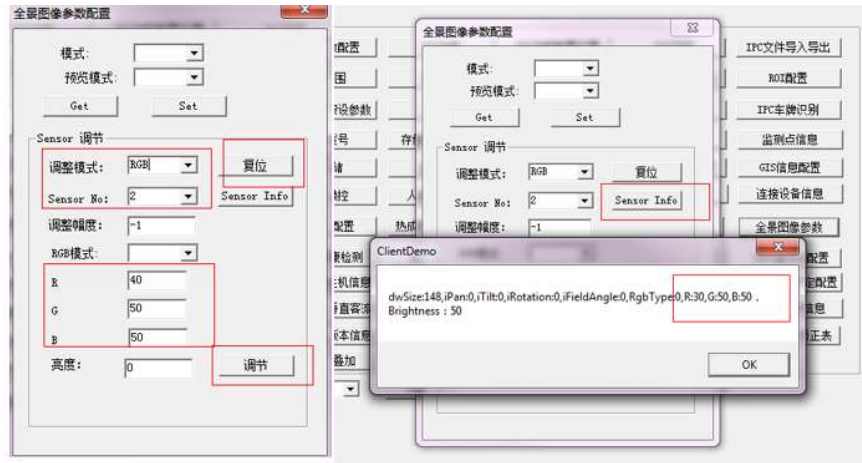 全景图像参数配置
模式:
预览模式:
Get
Set
Sensor 调节
调整模式:
RGB
复位
Sensor No:
2
Sensor Info
调整幅度:
-1
RGB模式:
R
40
G
50
B
50
亮度:
0
调节
全景图像参数配置
模式:
预览模式:
Get
Set
Sensor 调节
调整模式:
RGB
复位
Sensor No:
2
Sensor Info
调整幅度:
-1
ClientDemo
dwSize:148,iPan:0,iTilt:0,iRotation:0,iFieldAngle:0,RgbType:0,R:30,G:50,B:50 ,
Brightness : 50
OK
IPC文件导入导出
ROI配置
IPC车牌识别
监测点信息
GIS信息配置
连接设备信息
全景图像参数